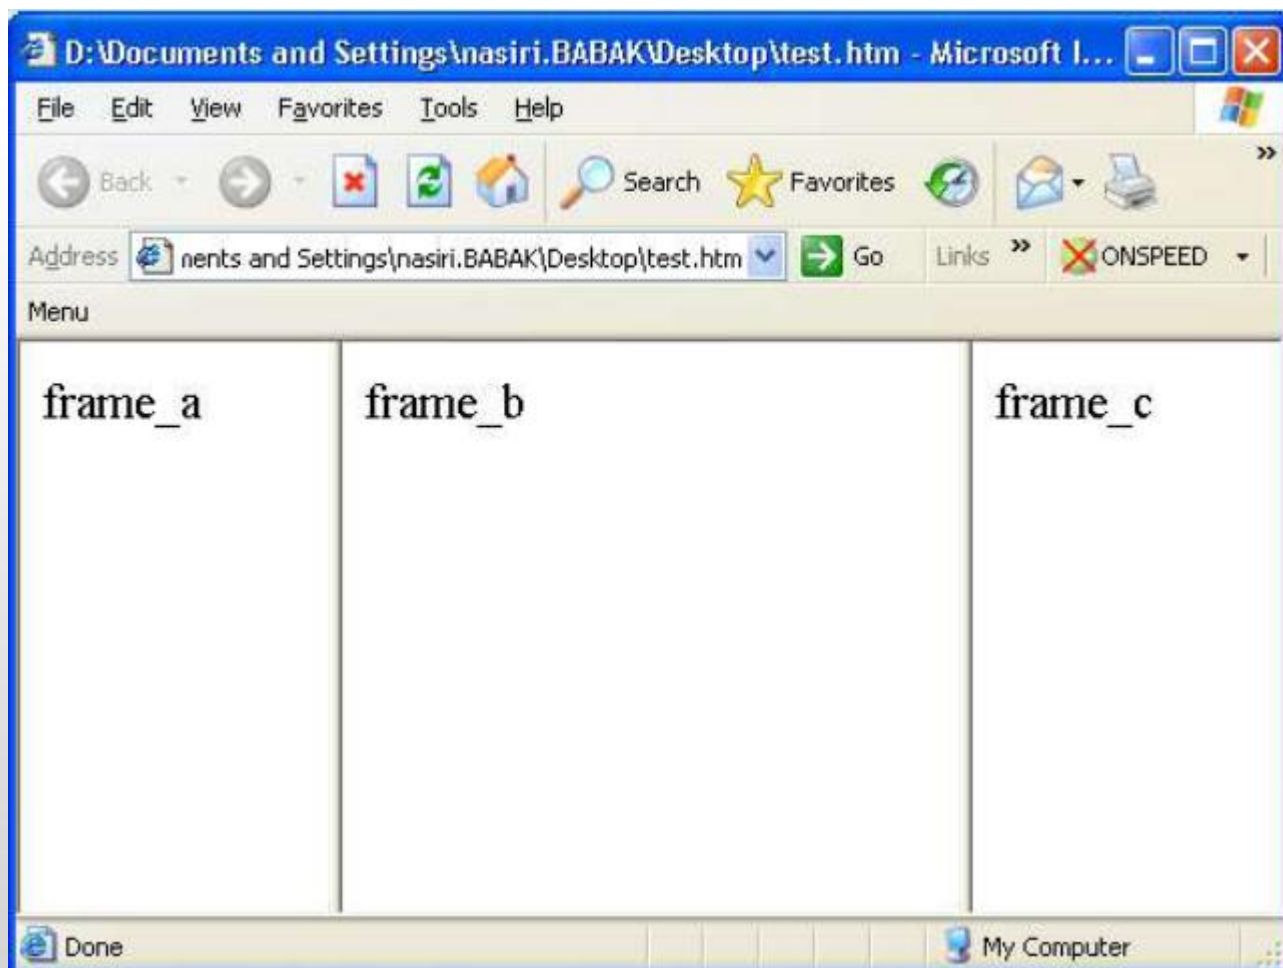 D:\Documents and Settings\nasiri.BABAK\Desktop\test.htm - Microsoft I...
File Edit View Favorites Tools Help
Back Search Favorites
Address nents and Settings\nasiri.BABAK\Desktop\test.htm Go Links ONSPEED
Menu
frame_a frame_b frame_c
Done My Computer